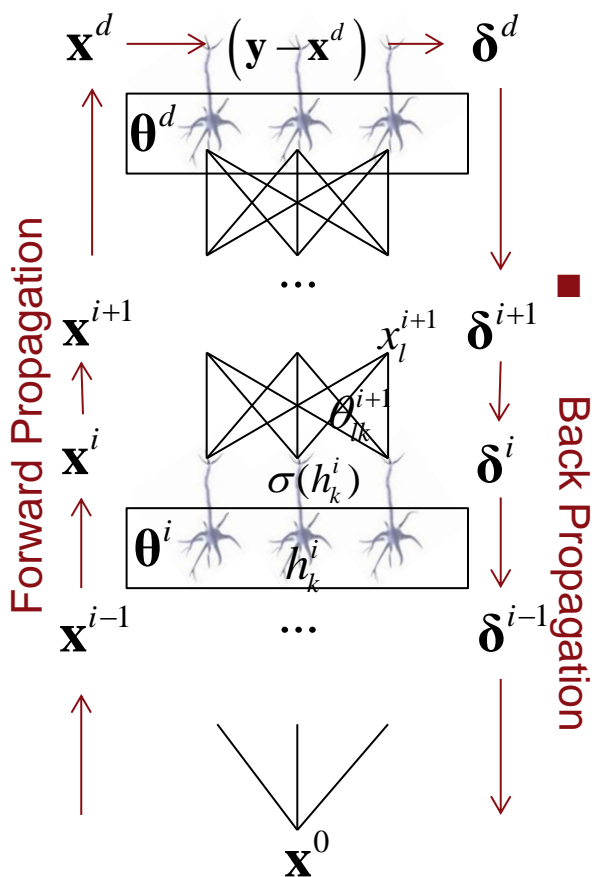 𝐱^d (𝐲 − 𝐱^d) 𝛅^d
𝛉^d
...
𝐱^{i+1} x_l^{i+1} 𝛅^{i+1}
θ_{lk}^{i+1}
𝐱^i σ(h_k^i) 𝛅^i
𝛉^i
h_k^i
𝐱^{i−1} ... 𝛅^{i−1}
𝐱^0
Forward Propagation
Back Propagation